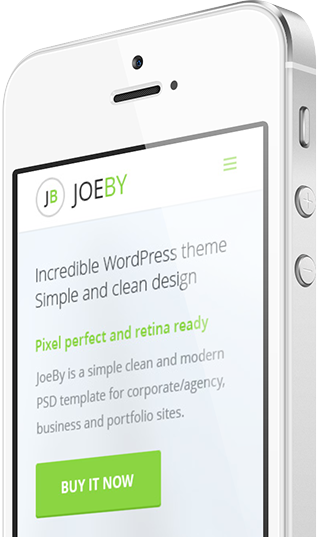 JB JOEBY
Incredible WordPress theme
Simple and clean design
Pixel perfect and retina ready
JoeBy is a simple clean and modern
PSD template for corporate/agency,
business and portfolio sites.
BUY IT NOW